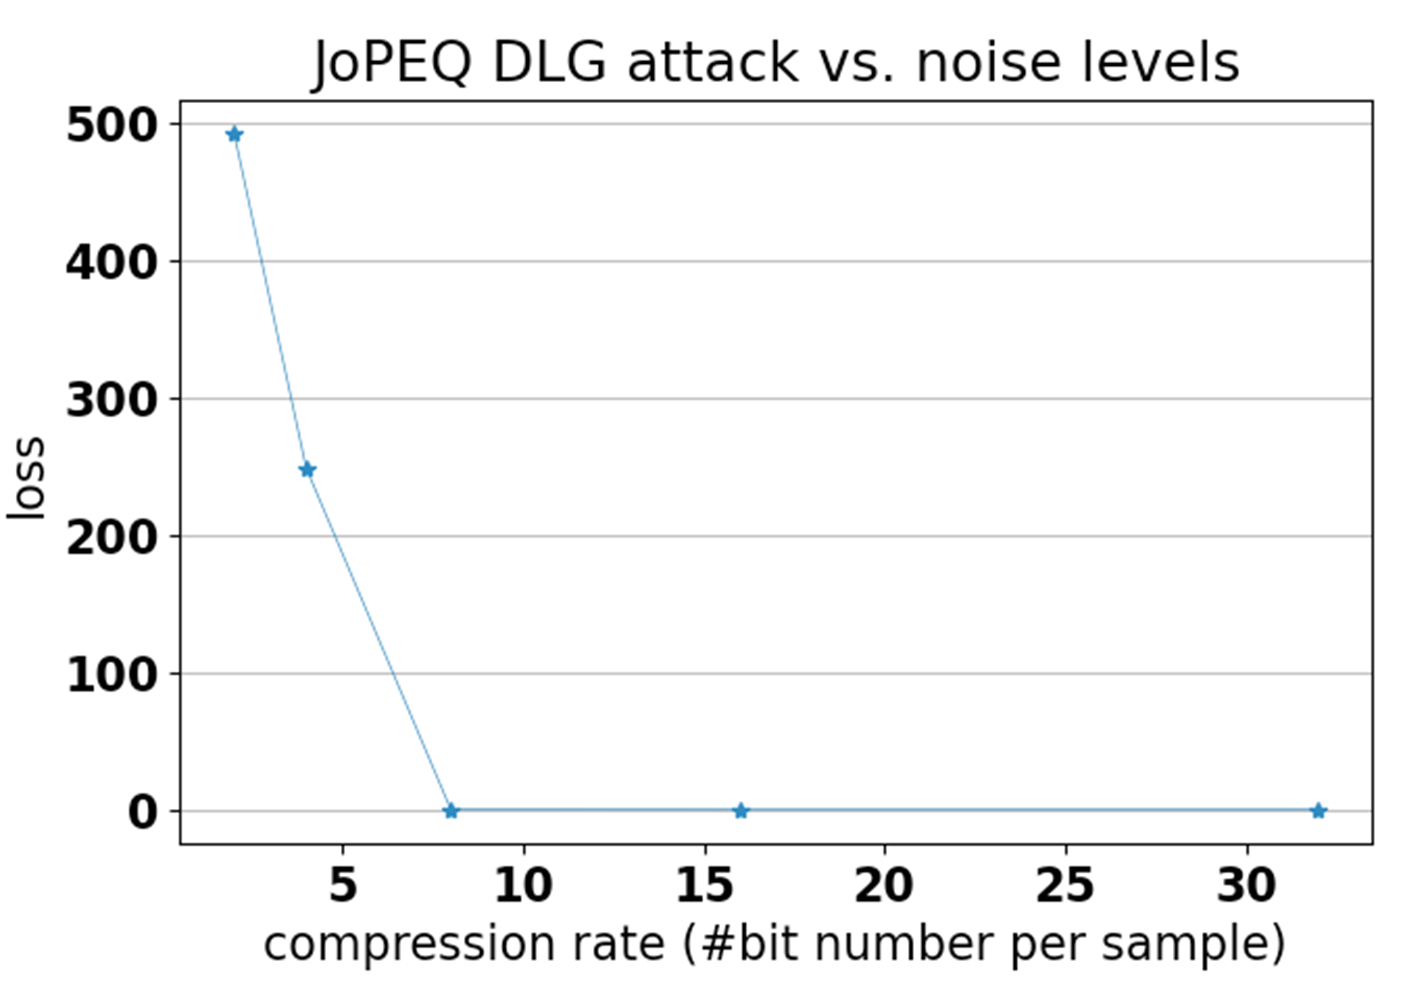 JoPEQ DLG attack vs. noise levels
500
400
300
200
100
0
loss
5 10 15 20 25 30
compression rate (#bit number per sample)